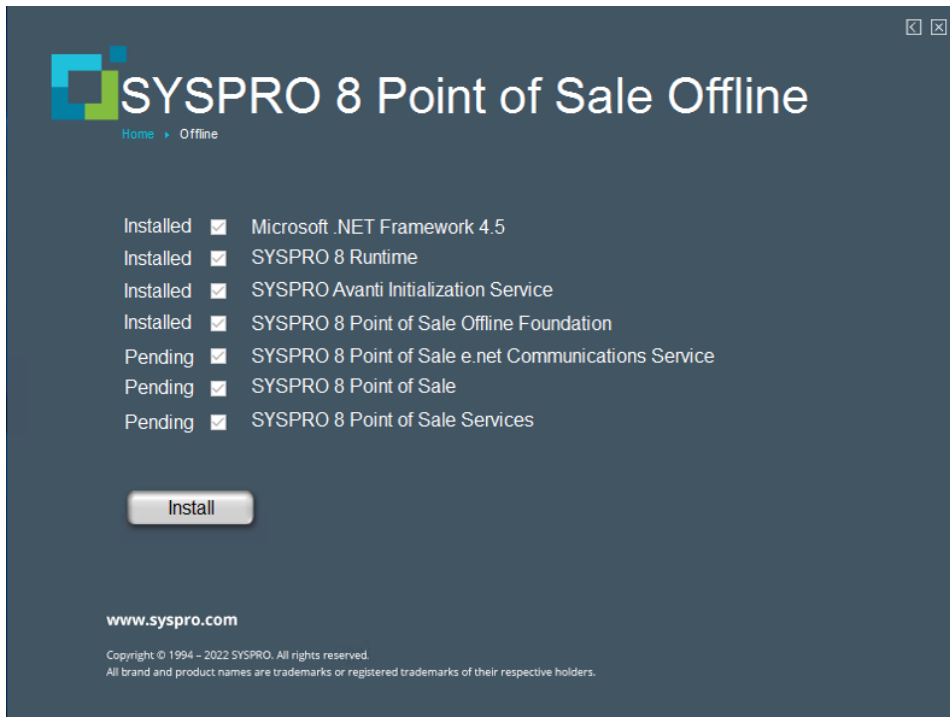 SYSPRO 8 Point of Sale Offline
Home Offline
Installed Microsoft .NET Framework 4.5
Installed SYSPRO 8 Runtime
Installed SYSPRO Avanti Initialization Service
Installed SYSPRO 8 Point of Sale Offline Foundation
Pending SYSPRO 8 Point of Sale e.net Communications Service
Pending SYSPRO 8 Point of Sale
Pending SYSPRO 8 Point of Sale Services
Install
www.syspro.com
Copyright © 1994 – 2022 SYSPRO. All rights reserved.
All brand and product names are trademarks or registered trademarks of their respective holders.